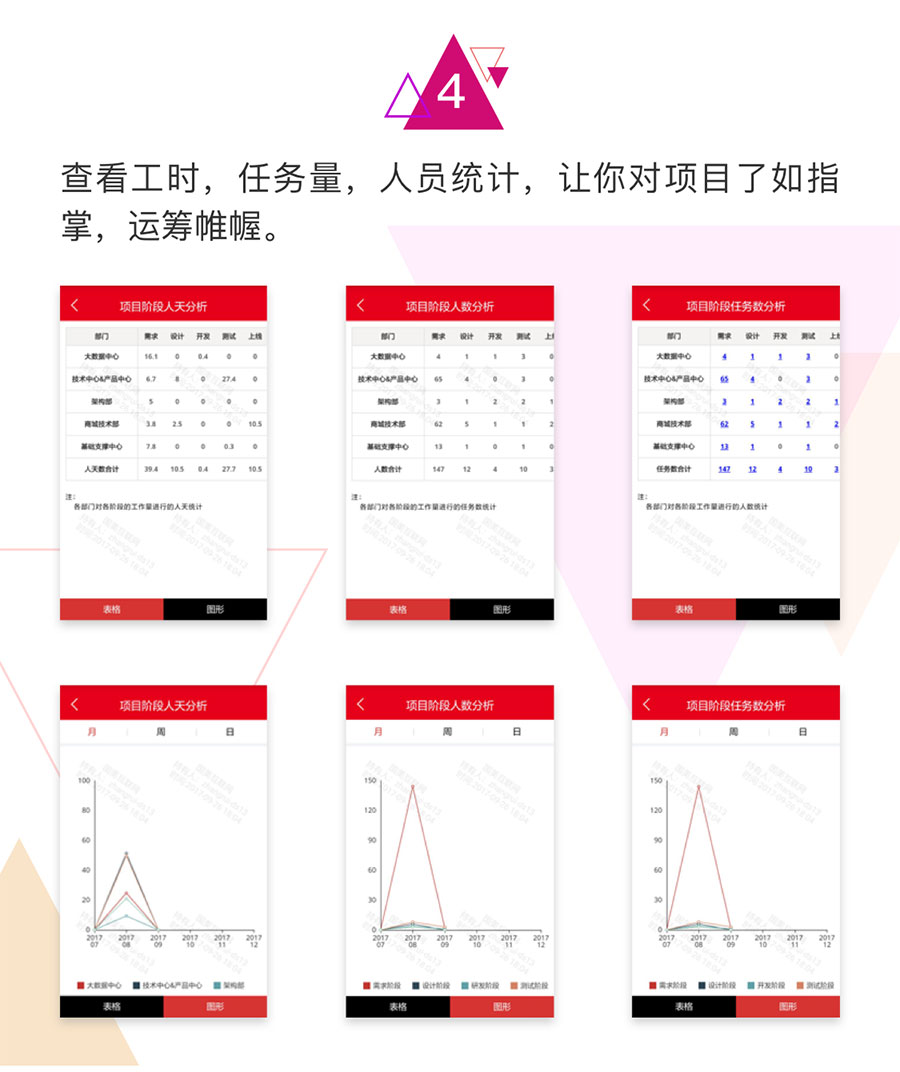 4
查看工时，任务量，人员统计，让你对项目了如指
掌，运筹帷幄。
项目阶段人天分析
部门 需求 设计 开发 测试 上线
大数据中心 16.1 0 0.4 0 0
技术中心&产品中心 6.7 8 0 27.4 0
架构部 5 0 0 0 0
商城技术部 3.8 2.5 0 0 10.5
基础支撑中心 7.8 0 0 0.3 0
人天数合计 39.4 10.5 0.4 27.7 10.5
注：
各部门对各阶段的工作量进行的人天统计
表格 图形
项目阶段人数分析
部门 需求 设计 开发 测试
大数据中心 4 1 1 3 0
技术中心&产品中心 65 4 0 3 0
架构部 3 1 2 2 1
商城技术部 62 5 1 1 2
基础支撑中心 13 1 0 1 0
人数合计 147 12 4 10 3
注：
各部门对各阶段的工作量进行的任务数统计
表格 图形
项目阶段任务数分析
部门 需求 设计 开发 测试
大数据中心 4 1 1 3 0
技术中心&产品中心 65 4 0 3 0
架构部 3 1 2 2 1
商城技术部 62 5 1 1 2
基础支撑中心 13 1 0 1 0
任务数合计 147 12 4 10 3
注：
各部门对各阶段工作量进行的人数统计
表格 图形
项目阶段人天分析
月 周 日
100
80
60
40
20
0
2017 2017 2017 2017 2017 2017
07 08 09 10 11 12
大数据中心 技术中心&产品中心 架构部
表格 图形
项目阶段人数分析
月 周 日
150
120
90
60
30
0
2017 2017 2017 2017 2017 2017
07 08 09 10 11 12
需求阶段 设计阶段 研发阶段 测试阶段
表格 图形
项目阶段任务数分析
月 周 日
150
120
90
60
30
0
2017 2017 2017 2017 2017 2017
07 08 09 10 11 12
需求阶段 设计阶段 开发阶段 测试阶段
表格 图形